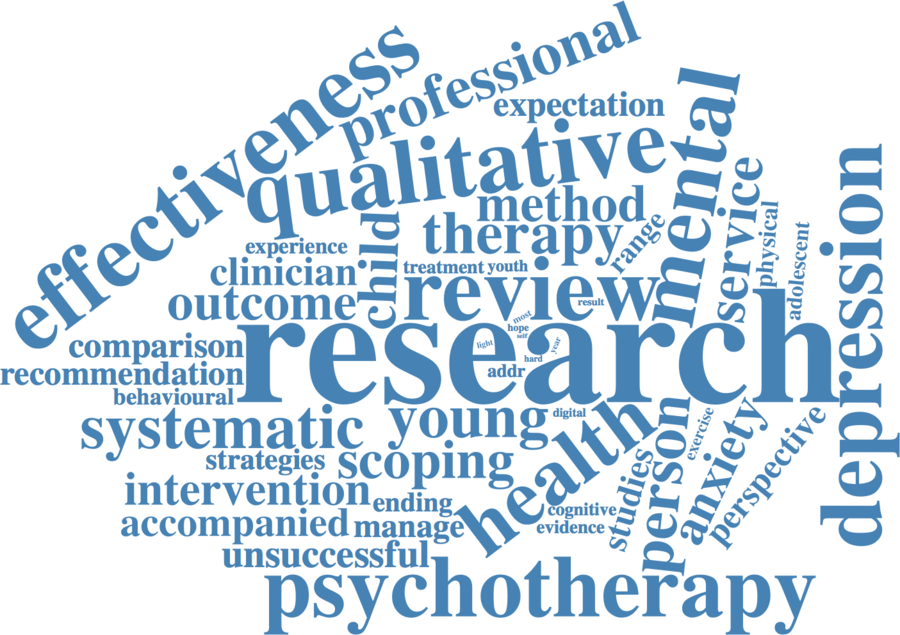 effectiveness
professional
expectation
qualitative
mental
method
service
depression
therapy
range
physical
child
experience
adolescent
clinician
treatment
youth
review
outcome
result
most
hope
self
research
light
year
hard
comparison
recommendation
addr
behavioural
young
digital
systematic
health
person
exercise
anxiety
perspective
strategies
scoping
studies
intervention
ending
cognitive
accompanied
manage
evidence
unsuccessful
psychotherapy